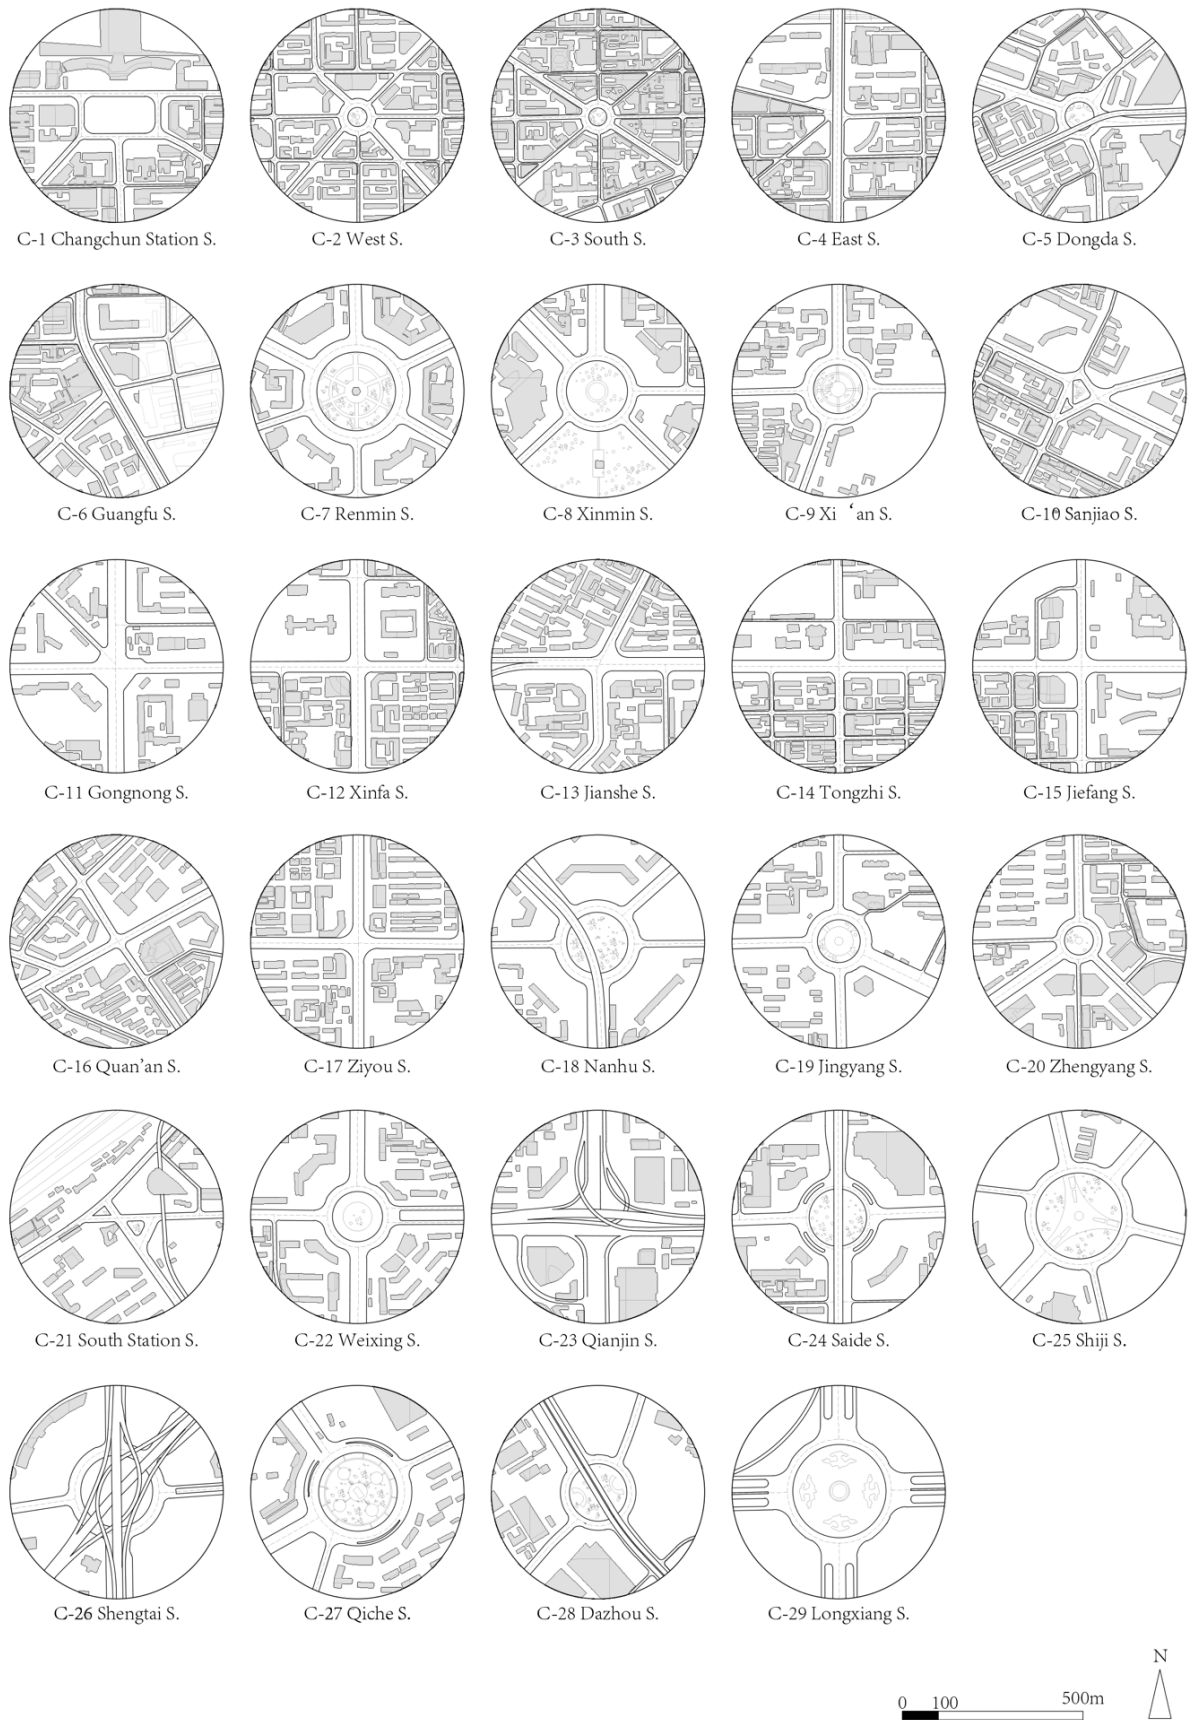 C-1 Changchun Station S.
C-2 West S.
C-3 South S.
C-4 East S.
C-5 Dongda S.
C-6 Guangfu S.
C-7 Renmin S.
C-8 Xinmin S.
C-9 Xi ‘an S.
C-10 Sanjiao S.
C-11 Gongnong S.
C-12 Xinfa S.
C-13 Jianshe S.
C-14 Tongzhi S.
C-15 Jiefang S.
C-16 Quan’an S.
C-17 Ziyou S.
C-18 Nanhu S.
C-19 Jingyang S.
C-20 Zhengyang S.
C-21 South Station S.
C-22 Weixing S.
C-23 Qianjin S.
C-24 Saide S.
C-25 Shiji S.
C-26 Shengtai S.
C-27 Qiche S.
C-28 Dazhou S.
C-29 Longxiang S.
N
0 100 500m